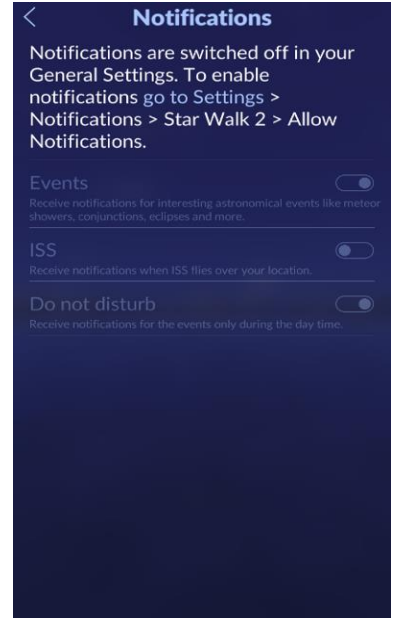 Notifications
Notifications are switched off in your
General Settings. To enable
notifications go to Settings >
Notifications > Star Walk 2 > Allow
Notifications.
Events
Receive notifications for interesting astronomical events like meteor
showers, conjunctions, eclipses and more.
ISS
Receive notifications when ISS flies over your location.
Do not disturb
Receive notifications for the events only during the day time.